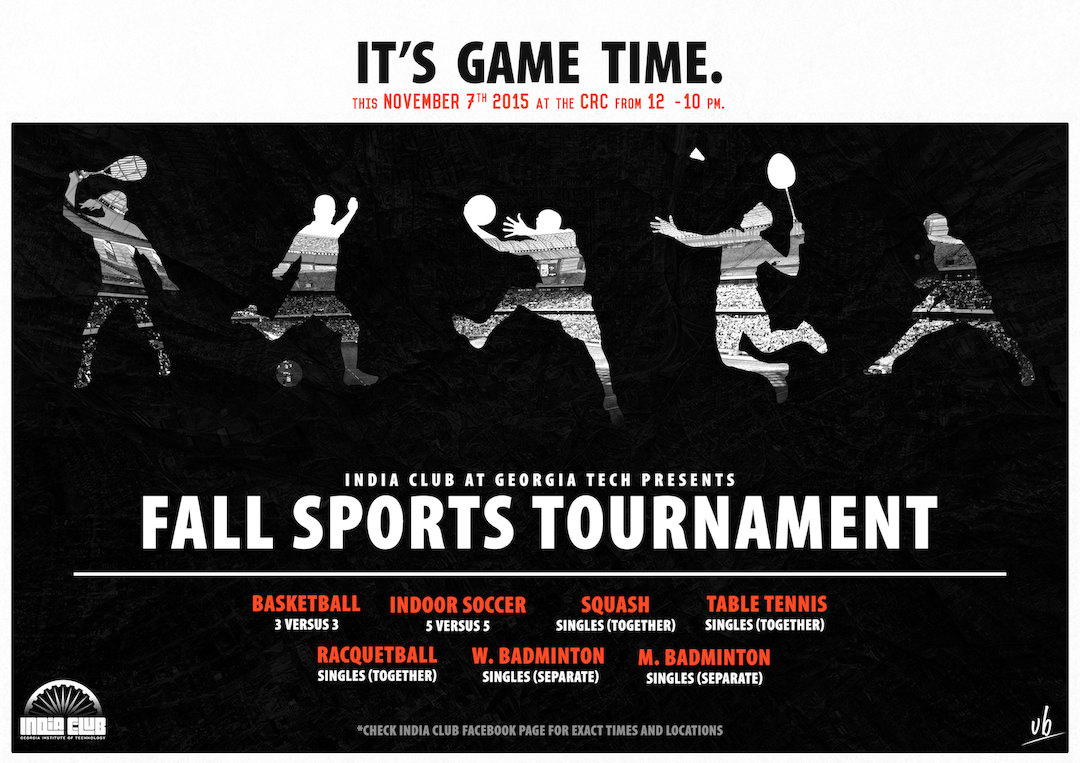 IT'S GAME TIME.
THIS NOVEMBER 7TH 2015 AT THE CRC FROM 12 -10 PM.
INDIA CLUB AT GEORGIA TECH PRESENTS
FALL SPORTS TOURNAMENT
BASKETBALL INDOOR SOCCER SQUASH TABLE TENNIS
3 VERSUS 3 5 VERSUS 5 SINGLES (TOGETHER) SINGLES (TOGETHER)
RACQUETBALL W. BADMINTON M. BADMINTON
SINGLES (TOGETHER) SINGLES (SEPARATE) SINGLES (SEPARATE)
INDIA CLUB
GEORGIA INSTITUTE OF TECHNOLOGY
*CHECK INDIA CLUB FACEBOOK PAGE FOR EXACT TIMES AND LOCATIONS
vb